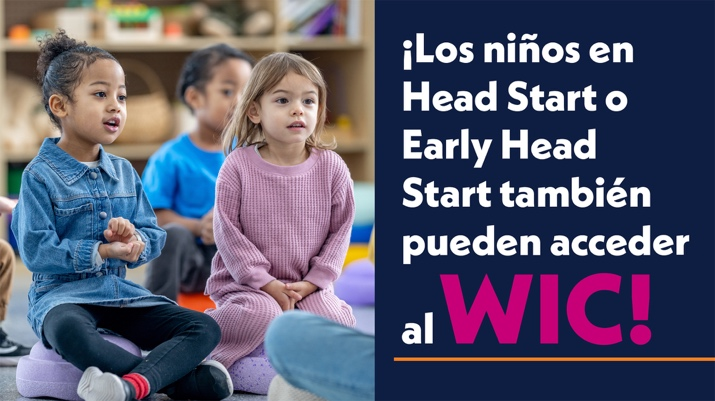 ¡Los niños en
Head Start o
Early Head
Start también
pueden acceder
al WIC!